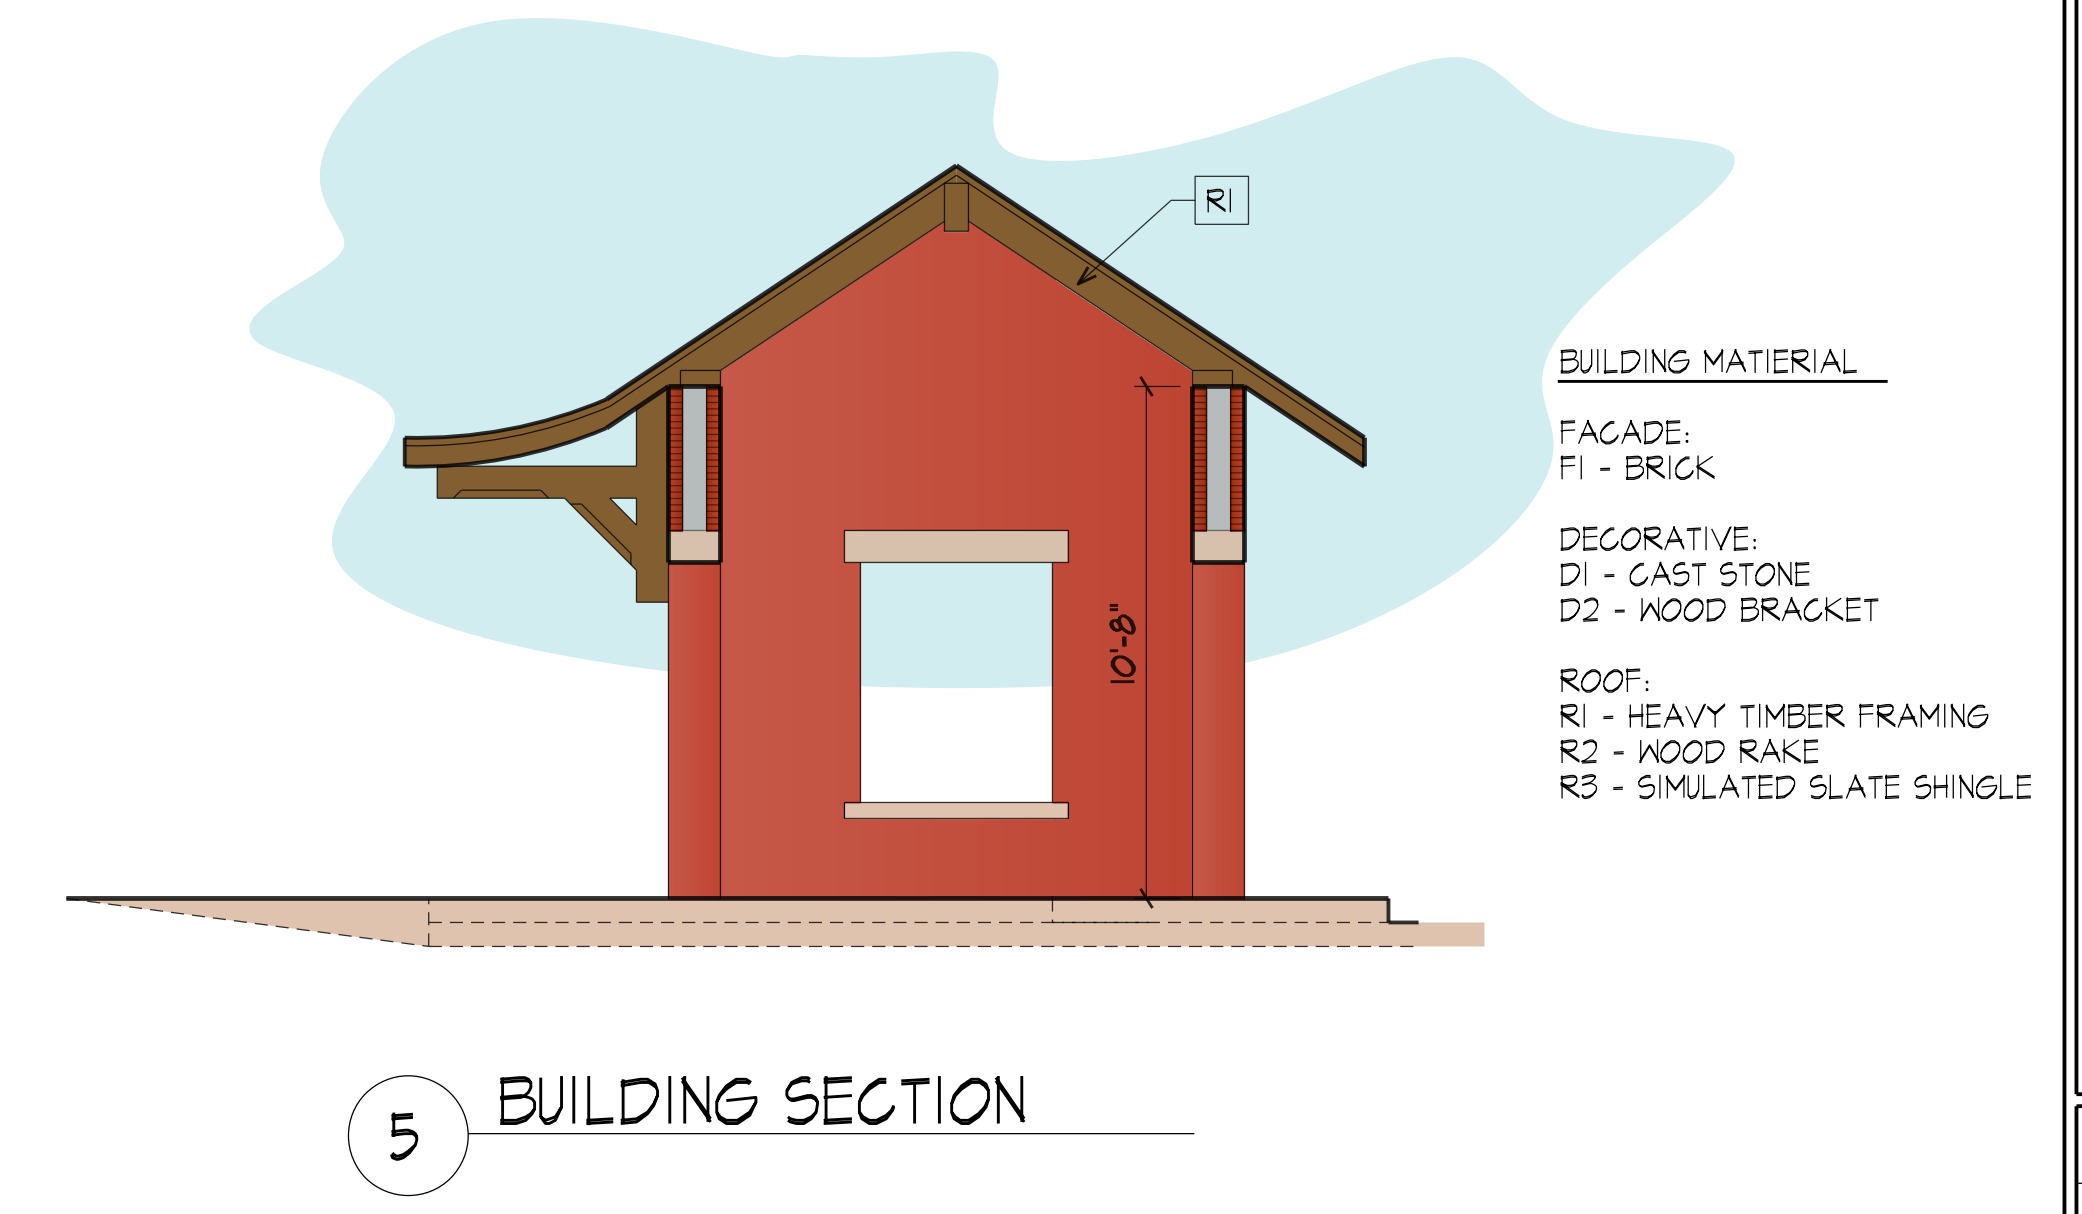 R1
BUILDING MATIERIAL
FACADE:
F1 - BRICK
DECORATIVE:
D1 - CAST STONE
D2 - WOOD BRACKET
ROOF:
R1 - HEAVY TIMBER FRAMING
R2 - WOOD RAKE
R3 - SIMULATED SLATE SHINGLE
10'-8"
5
BUILDING SECTION